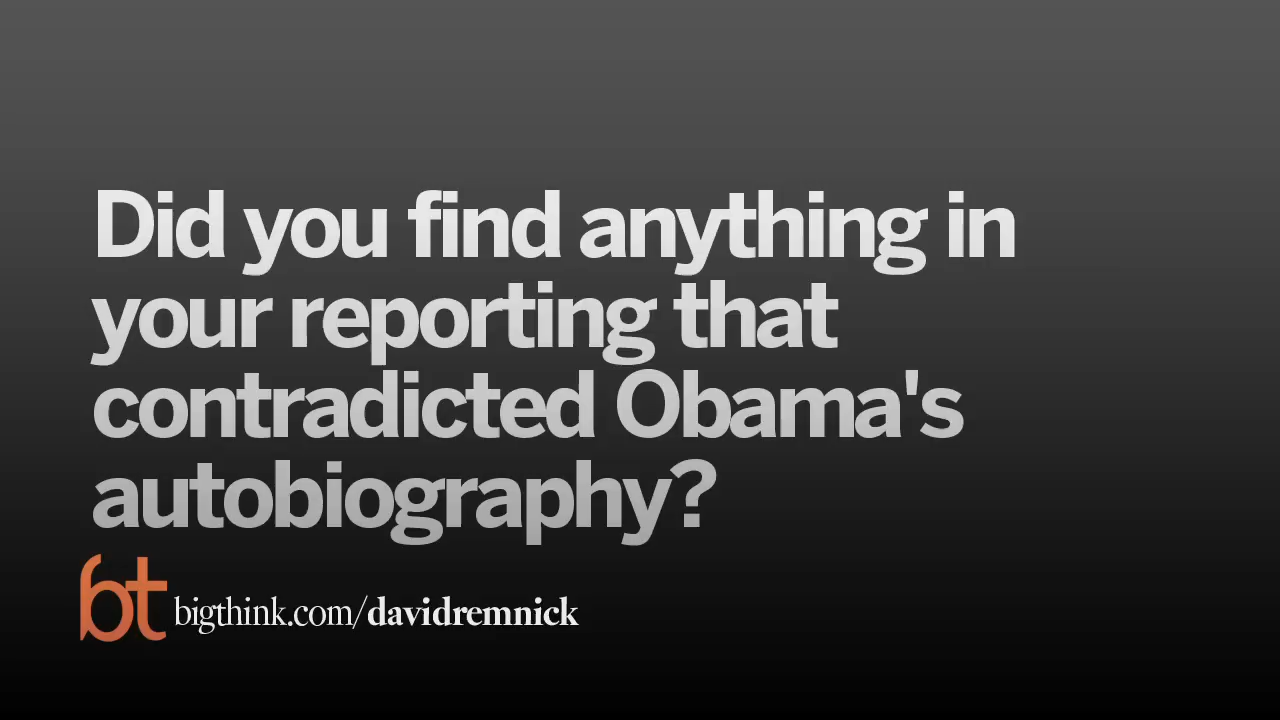 Did you find anything in
your reporting that
contradicted Obama's
autobiography?
bt bigthink.com/davidremnick